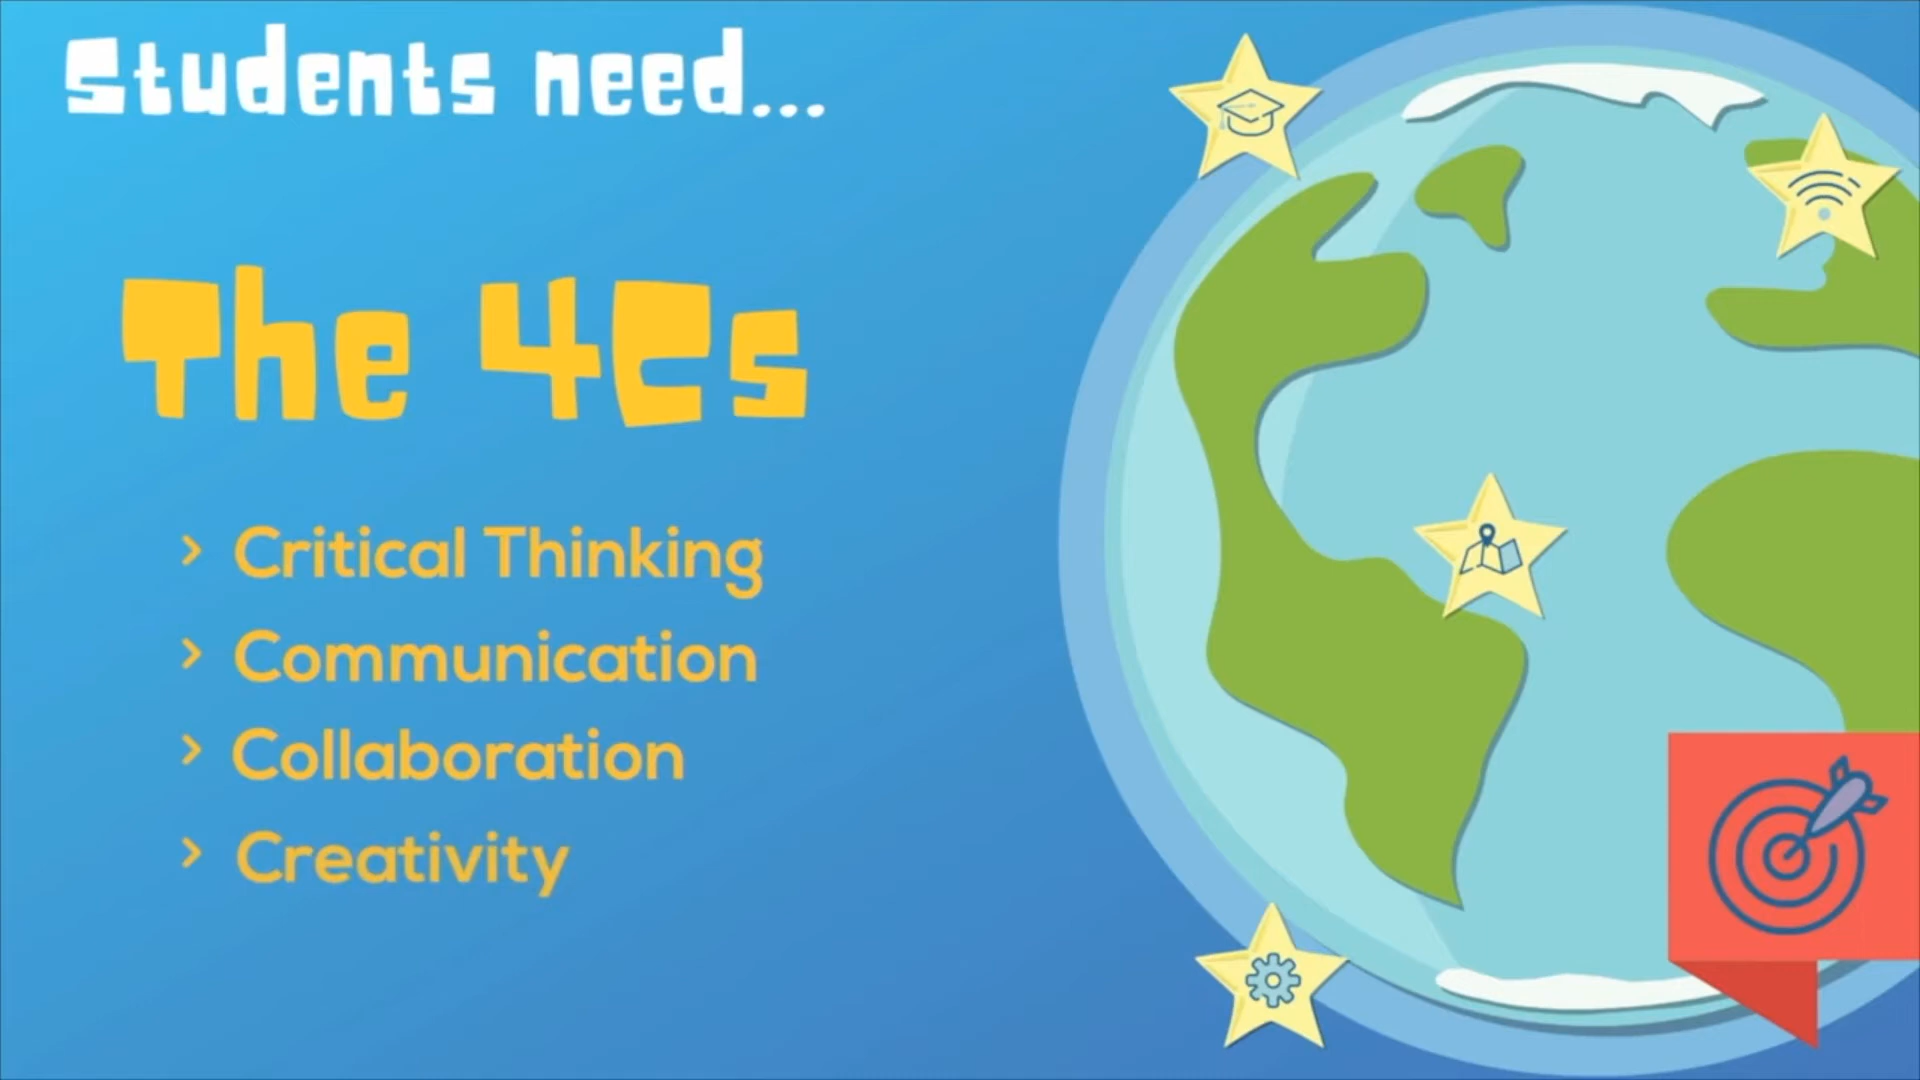 Students need...
The 4Cs
> Critical Thinking
> Communication
> Collaboration
> Creativity